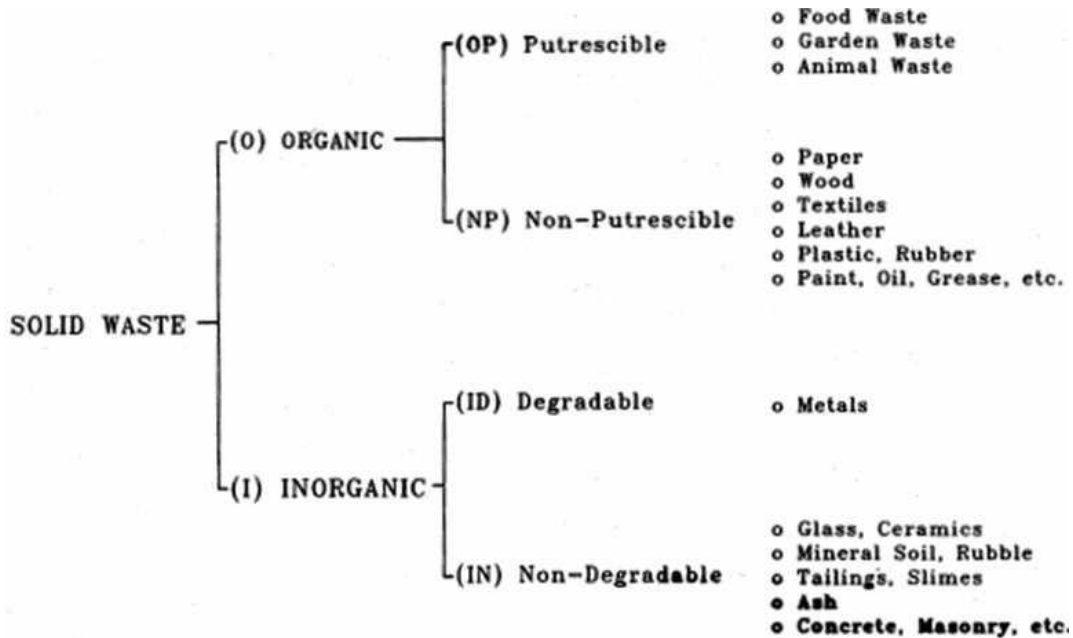 o Food Waste
(OP) Putrescible
o Garden Waste
o Animal Waste
(O) ORGANIC
o Paper
o Wood
o Textiles
(NP) Non-Putrescible
o Leather
o Plastic, Rubber
o Paint, Oil, Grease, etc.
SOLID WASTE
(ID) Degradable
o Metals
(I) INORGANIC
o Glass, Ceramics
o Mineral Soil, Rubble
(IN) Non-Degradable
o Tailings, Slimes
o Ash
o Concrete, Masonry, etc.